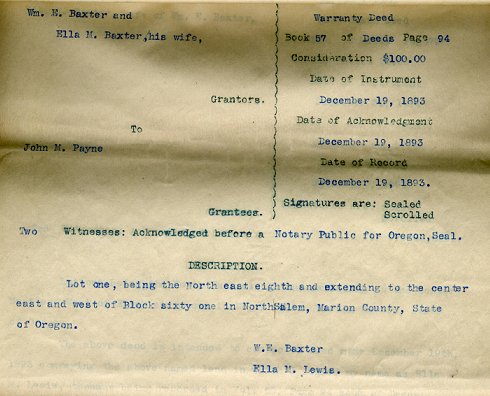 Wm. E. Baxter and
Ella M. Baxter, his wife,
Grantors.
To
John M. Payne
Grantees.
Warranty Deed
Book 57 of Deeds Page 94
Consideration $100.00
Date of Instrument
December 19, 1893
Date of Acknowledgment
December 19, 1893
Date of Record
December 19, 1893.
Signatures are: Sealed
Scrolled
Two Witnesses: Acknowledged before a Notary Public for Oregon, Seal.
DESCRIPTION.
Lot one, being the North east eighth and extending to the center
east and west of Block sixty one in NorthSalem, Marion County, State
of Oregon.
W.E. Baxter
Ella M. Lewis.